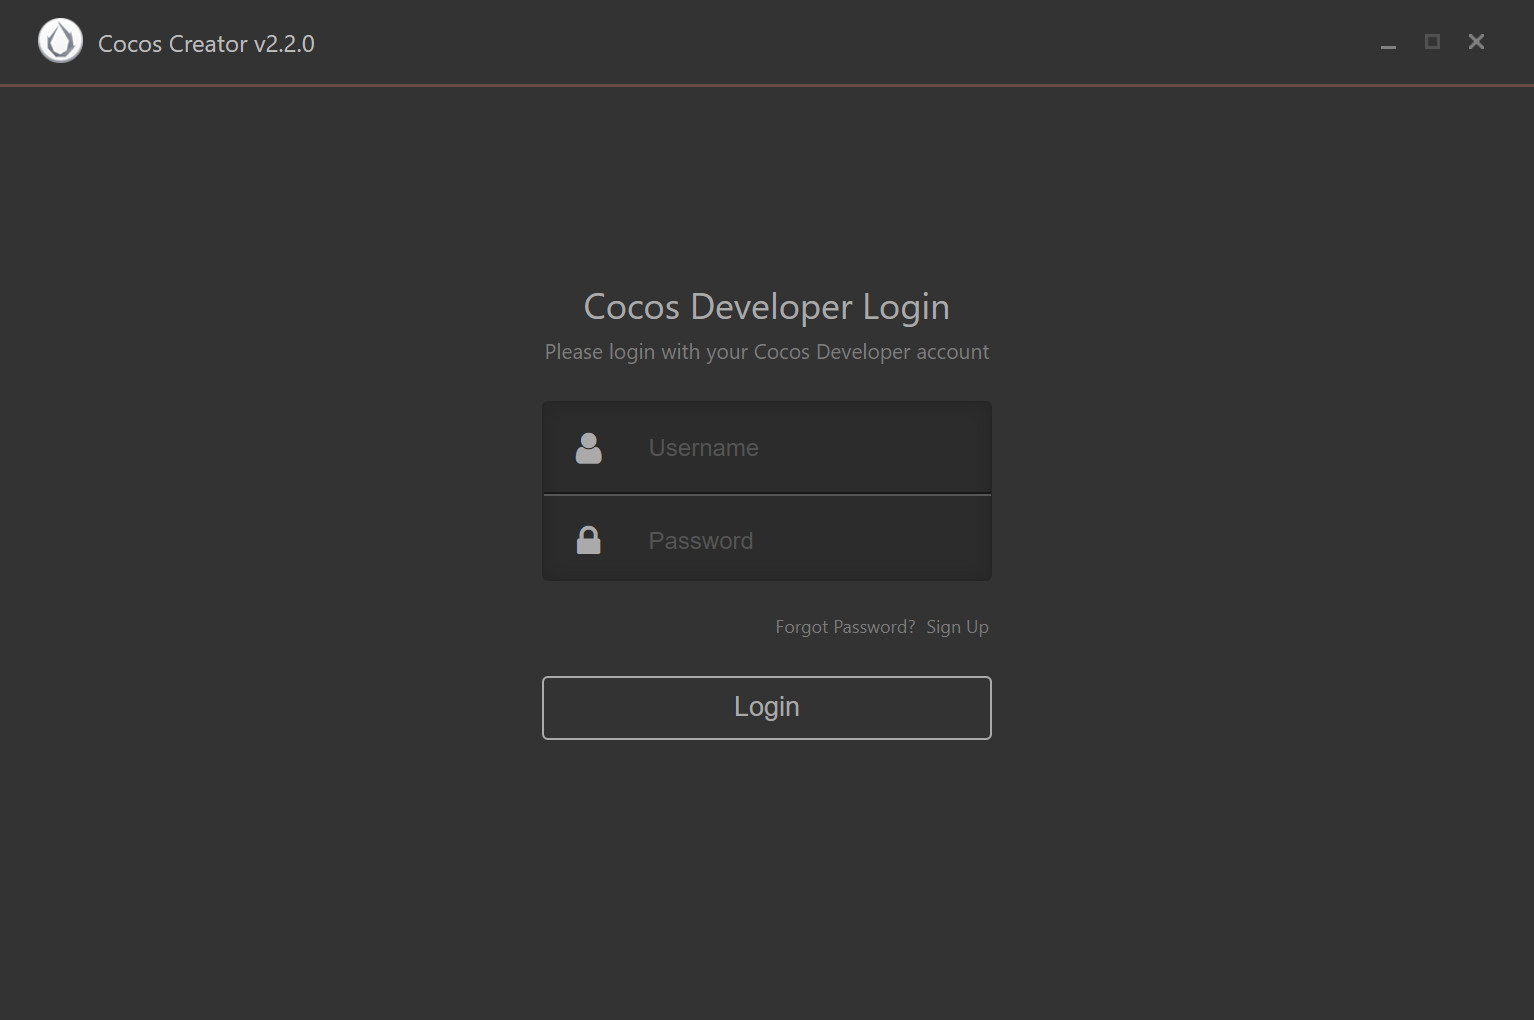 Cocos Creator v2.2.0
Cocos Developer Login
Please login with your Cocos Developer account
Username
Password
Forgot Password? Sign Up
Login